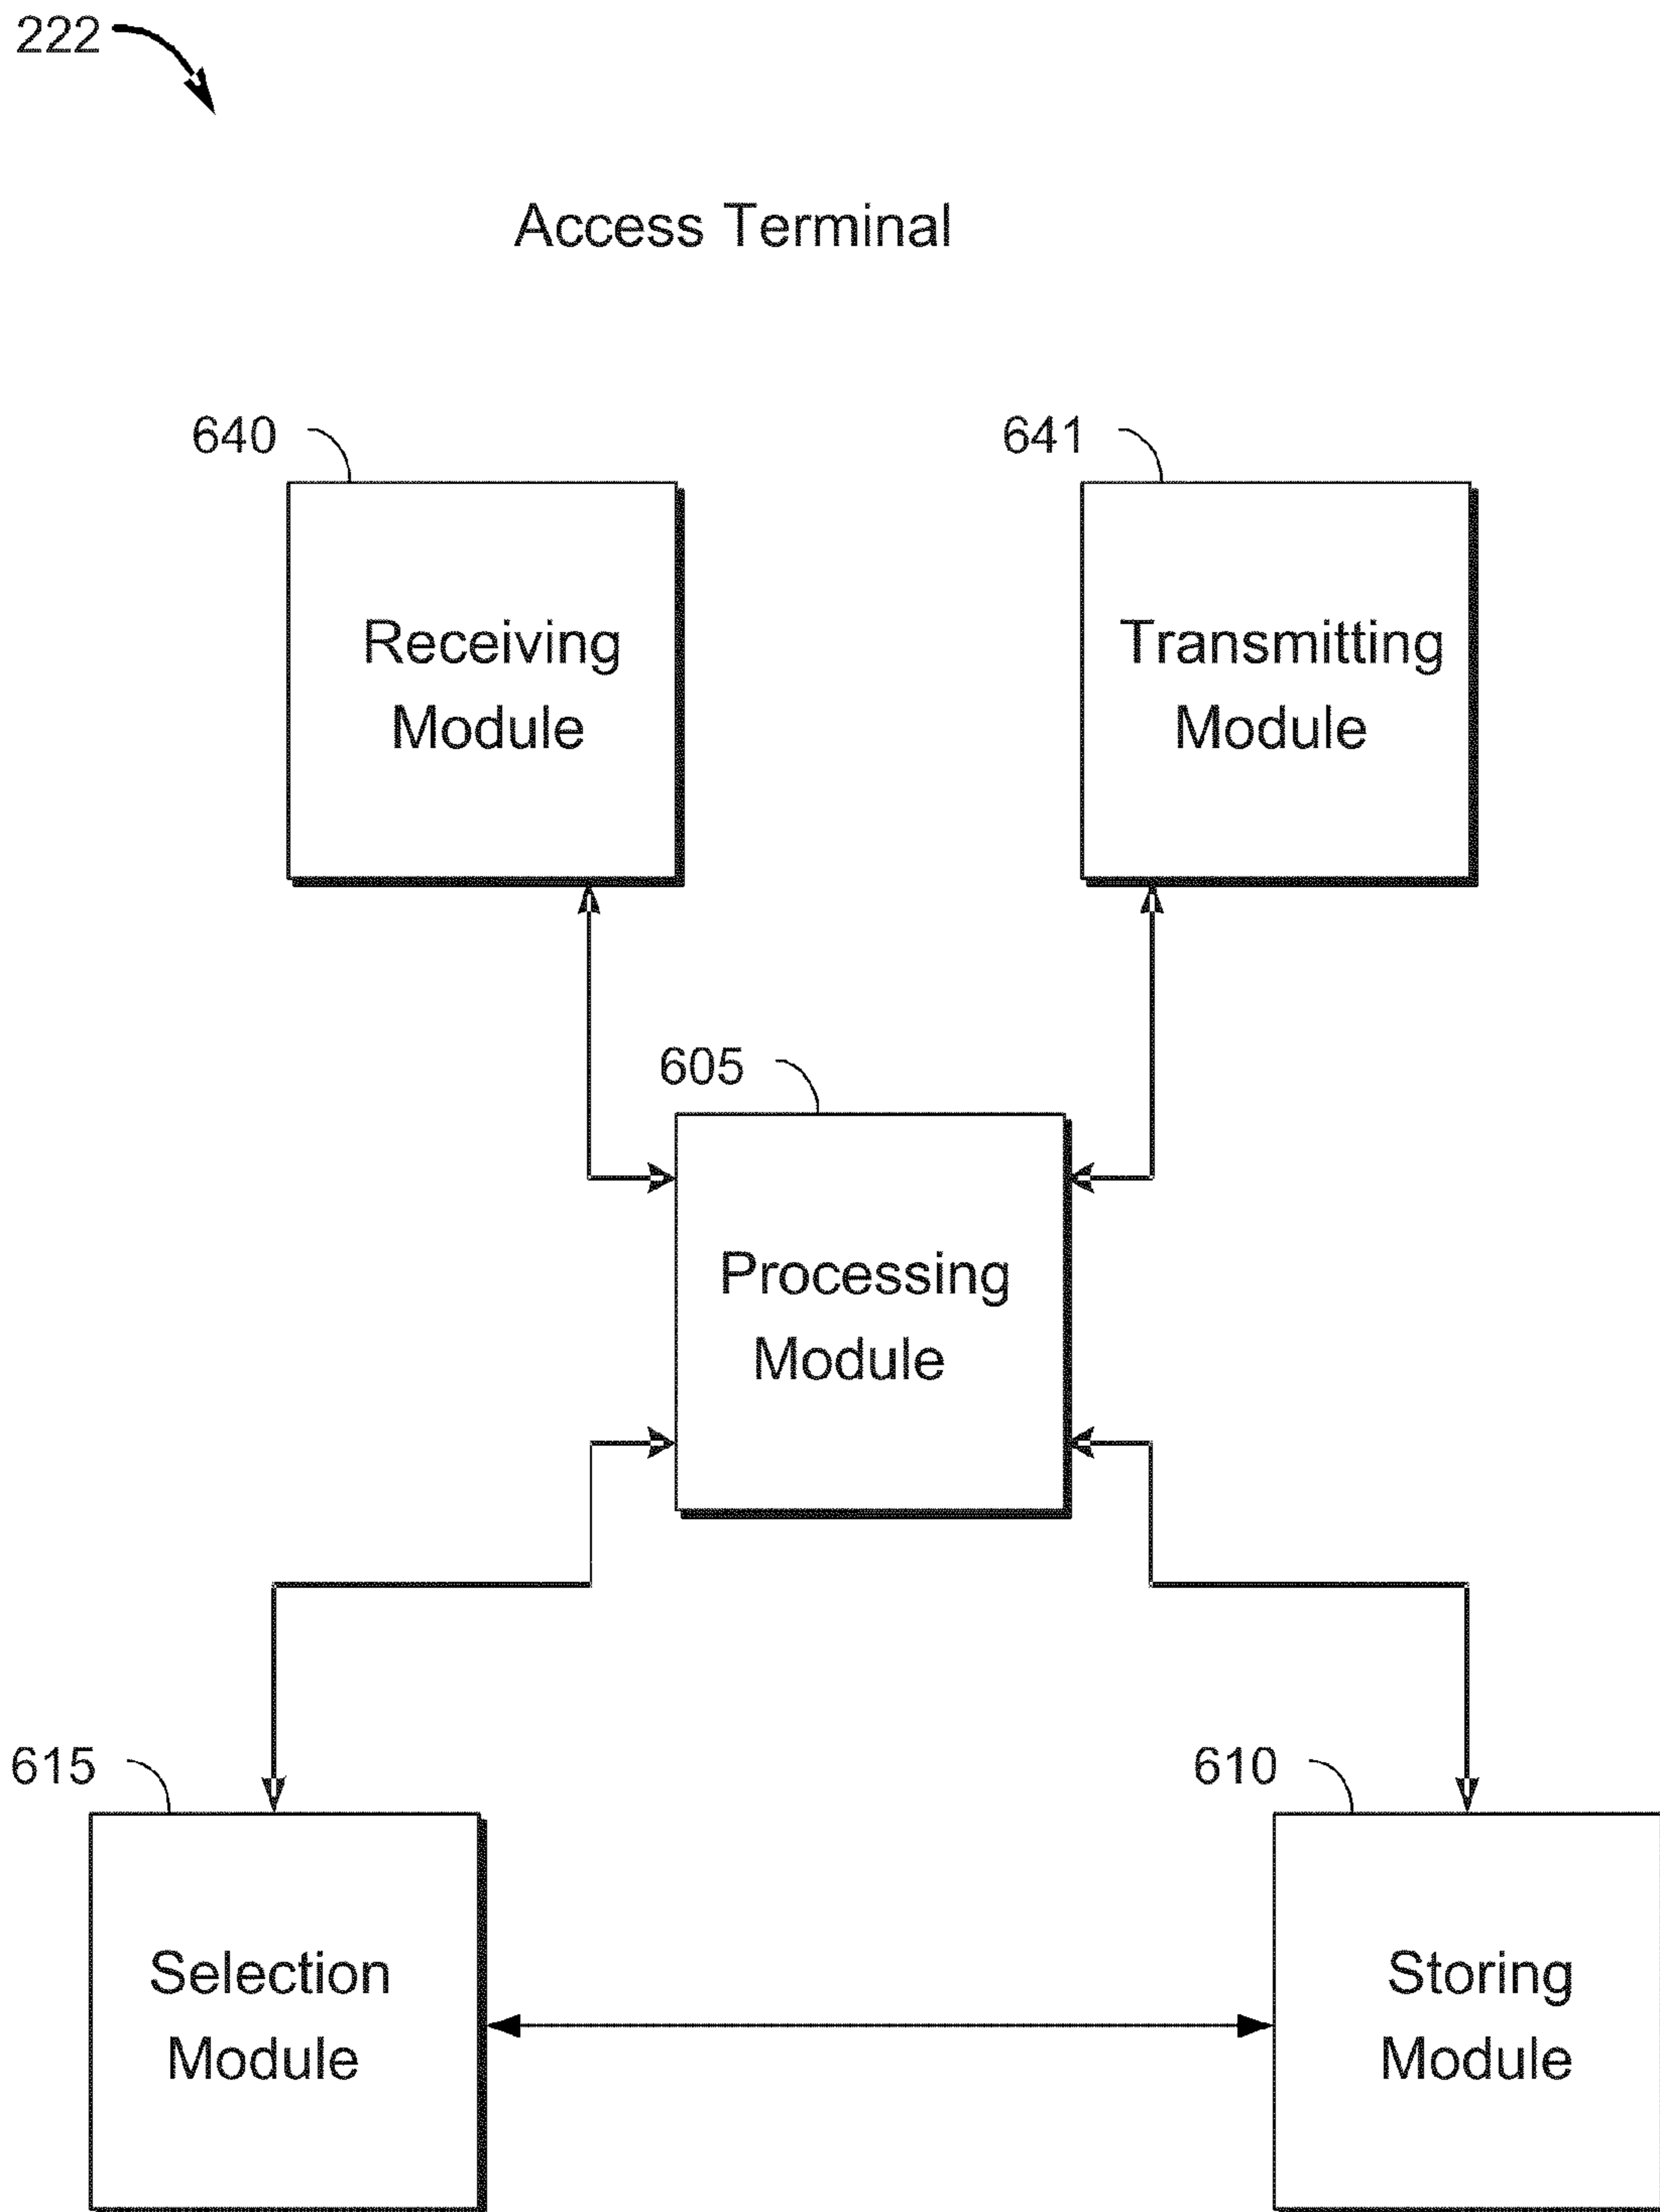 222
Access Terminal
640
641
Receiving
Module
Transmitting
Module
605
Processing
Module
615
610
Selection
Module
Storing
Module